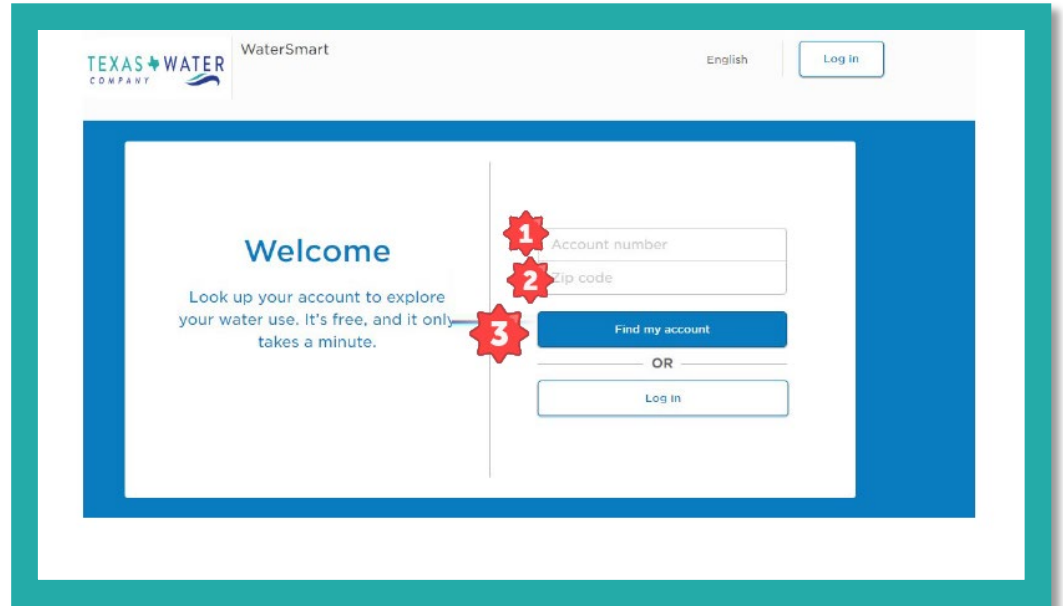 TEXAS WATER
COMPANY
WaterSmart
English
Log in
Welcome
Look up your account to explore
your water use. It's free, and it only
takes a minute.
1
Account number
2
Zip code
3
Find my account
OR
Log in